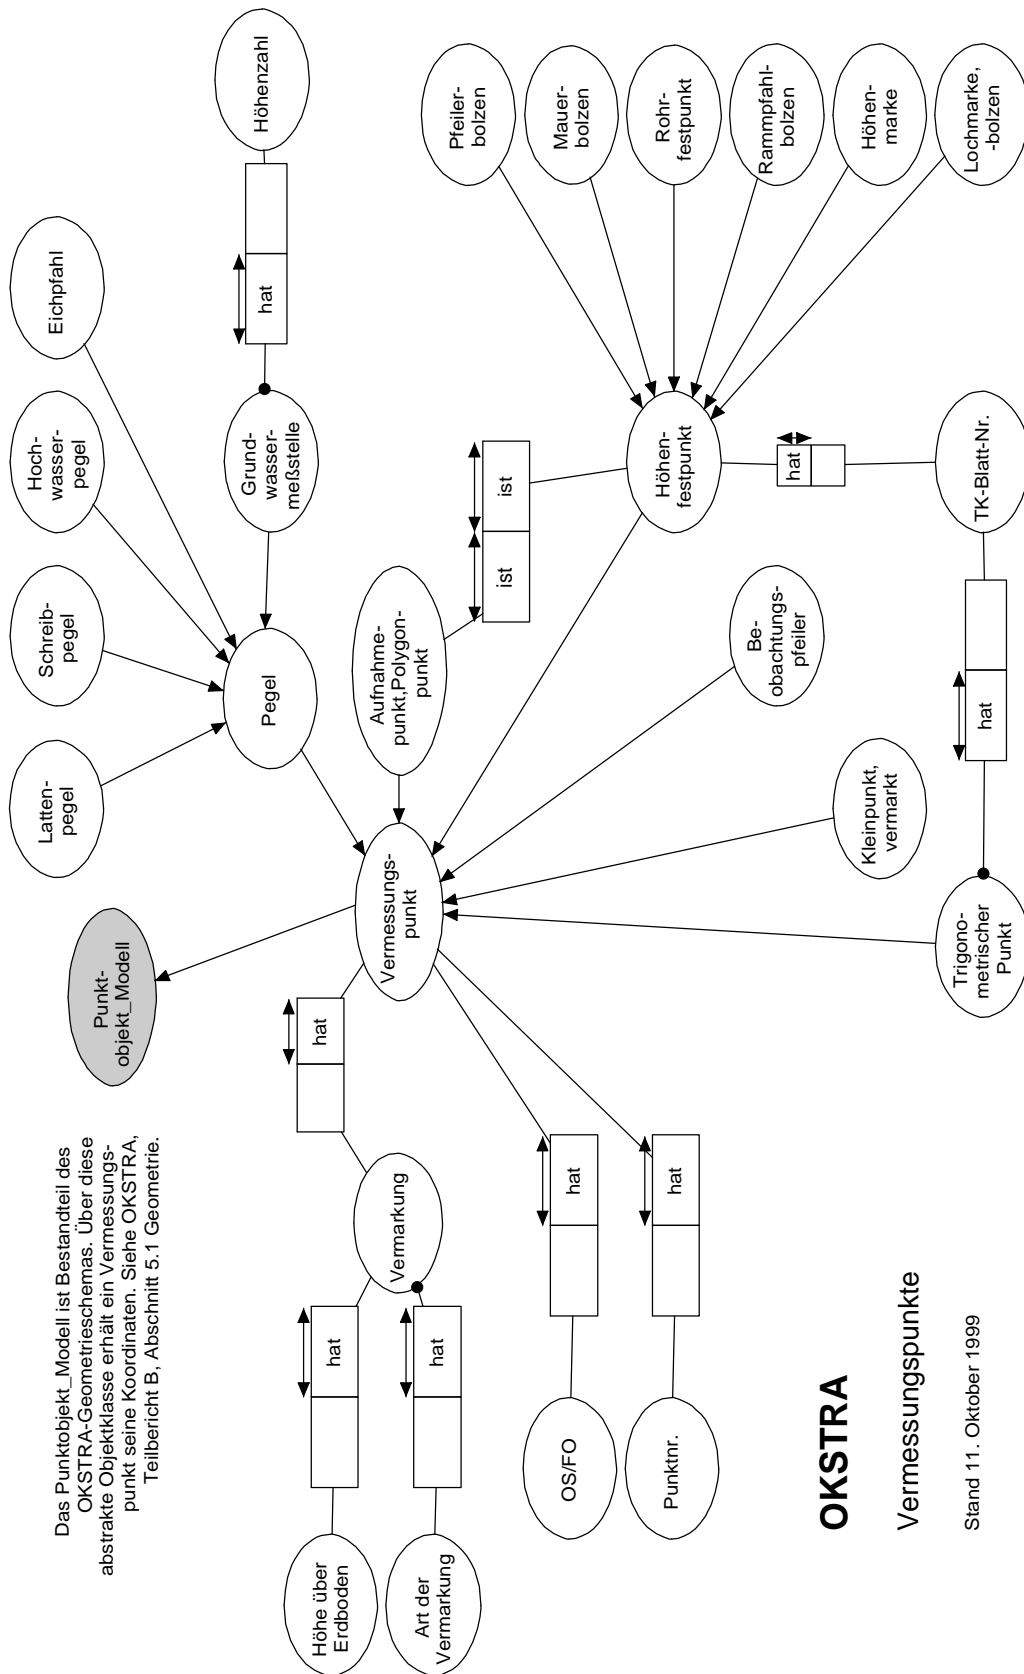 Das Punktobjekt_Modell ist Bestandteil des
OKSTRA-Geometrieschemas. Über diese
abstrakte Objektklasse erhält ein Vermessungs-
punkt seine Koordinaten. Siehe OKSTRA,
Teilbericht B, Abschnitt 5.1 Geometrie.
Punkt-
objekt_Modell
Latten-
pegel
Schreib-
pegel
Hoch-
wasser-
pegel
Eichpfahl
Pegel
Grund-
wasser-
meßstelle
hat
Höhenzahl
Höhe über
Erdboden
hat
Art der
Vermarkung
hat
Vermarkung
hat
Vermessungs-
punkt
Aufnahme-
punkt,Polygon-
punkt
ist
ist
Höhen-
festpunkt
Pfeiler-
bolzen
Mauer-
bolzen
Rohr-
festpunkt
Rammpfahl-
bolzen
Höhen-
marke
Lochmarke,
-bolzen
OS/FO
hat
Punktnr.
hat
Be-
obachtungs-
pfeiler
Kleinpunkt,
vermarkt
Trigono-
metrischer
Punkt
hat
TK-Blatt-Nr.
hat
OKSTRA
Vermessungspunkte
Stand 11. Oktober 1999